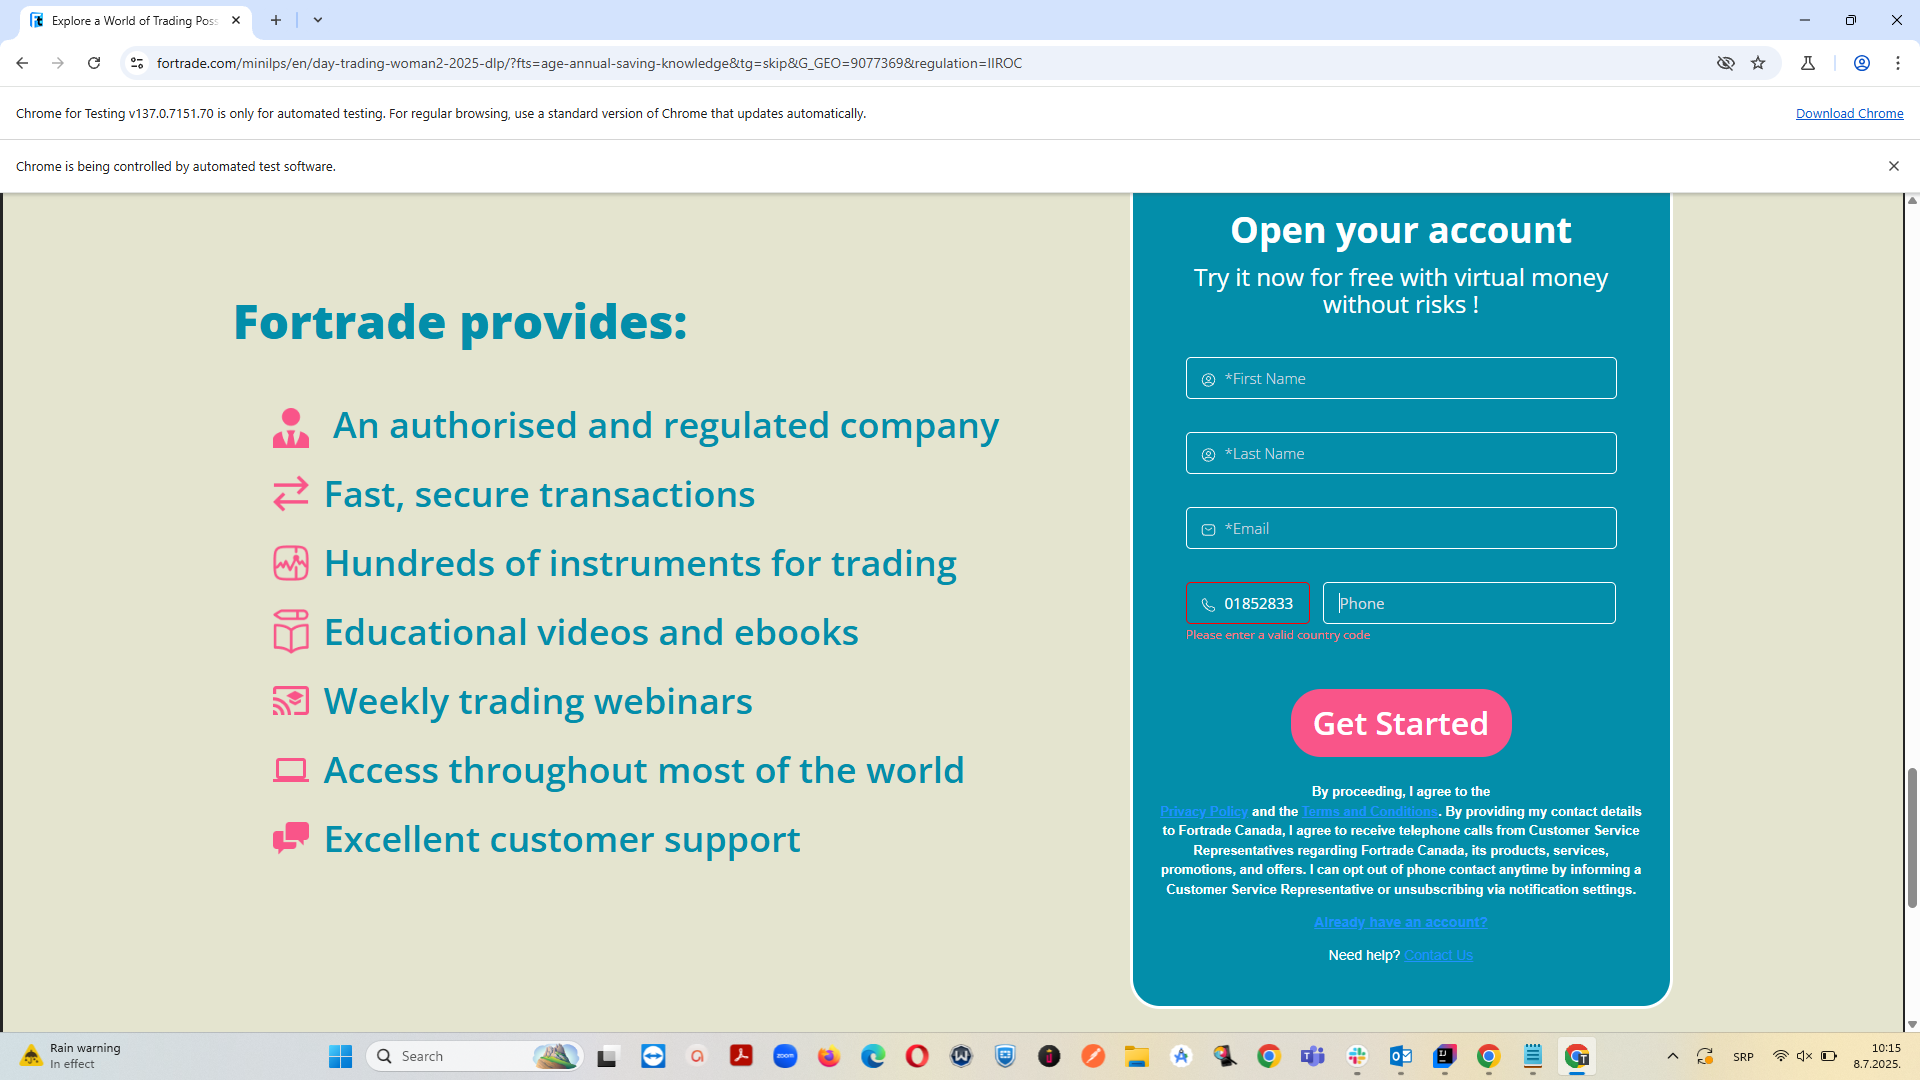 Explore a World of Trading Poss
fortrade.com/minilps/en/day-trading-woman2-2025-dlp/?fts=age-annual-saving-knowledge&tg=skip&G_GEO=9077369&regulation=IIROC
Chrome for Testing v137.0.7151.70 is only for automated testing. For regular browsing, use a standard version of Chrome that updates automatically.
Download Chrome
Chrome is being controlled by automated test software.
Fortrade provides:
An authorised and regulated company
Fast, secure transactions
Hundreds of instruments for trading
Educational videos and ebooks
Weekly trading webinars
Access throughout most of the world
Excellent customer support
Open your account
Try it now for free with virtual money
without risks !
*First Name
*Last Name
*Email
01852833
Phone
Please enter a valid country code
Get Started
By proceeding, I agree to the
Privacy Policy and the Terms and Conditions. By providing my contact details
to Fortrade Canada, I agree to receive telephone calls from Customer Service
Representatives regarding Fortrade Canada, its products, services,
promotions, and offers. I can opt out of phone contact anytime by informing a
Customer Service Representative or unsubscribing via notification settings.
Already have an account?
Need help? Contact Us
Rain warning
In effect
Search
zoom
SRP
10:15
8.7.2025.